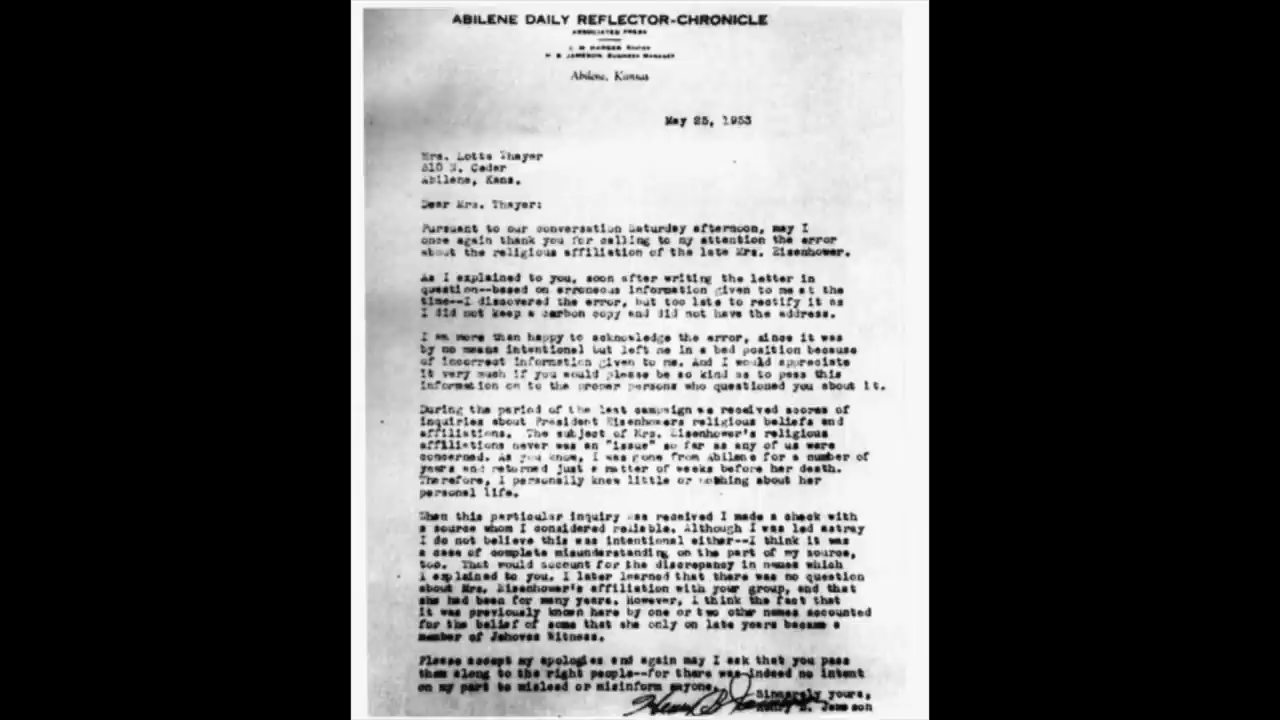 ABILENE DAILY REFLECTOR-CHRONICLE
ASSOCIATED PRESS
Abilene, Kansas
May 25, 1953
Mrs. Lotta Thayer
N. Cedar
Abilene, Kans.
Dear Mrs. Thayer:
Pursuant to our conversation Saturday afternoon, may I
once again thank you for calling to my attention the error
about the religious affiliation of the late Mrs. Eisenhower.
As I explained to you, soon after writing the letter in
question--based on erroneous information given to me at the
time--I discovered the error, but too late to rectify it as
I did not keep a carbon copy and did not have the address.
I am more than happy to acknowledge the error, since it was
by no means intentional but left me in a bad position because
of incorrect information given to me. And I would appreciate
it very much if you would please be so kind as to pass this
information on to the proper persons who questioned you about it.
During the period of the last campaign we received scores of
inquiries about President Eisenhowers religious beliefs and
affiliations. The subject of Mrs. Eisenhower's religious
affiliations never was an "issue" so far as any of us were
concerned. As you know, I was gone from Abilene for a number of
years and returned just a matter of weeks before her death.
Therefore, I personally knew little or nothing about her
personal life.
When this particular inquiry was received I made a check with
a source whom I considered reliable. Although I was led astray
I do not believe this was intentional either--I think it was
a case of complete misunderstanding on the part of my source,
too. That would account for the discrepancy in names which
I explained to you. I later learned that there was no question
about Mrs. Eisenhower's affiliation with your group, and that
she had been for many years. However, I think the fact that
it was previously known here by one or two other names accounted
for the belief of some that she only on late years became a
member of Jehovas Witness.
Please accept my apologies and again may I ask that you pass
them along to the right people--for there was indeed no intent
on my part to mislead or misinform anyone.
Sincerely yours,
Henry B. Jameson